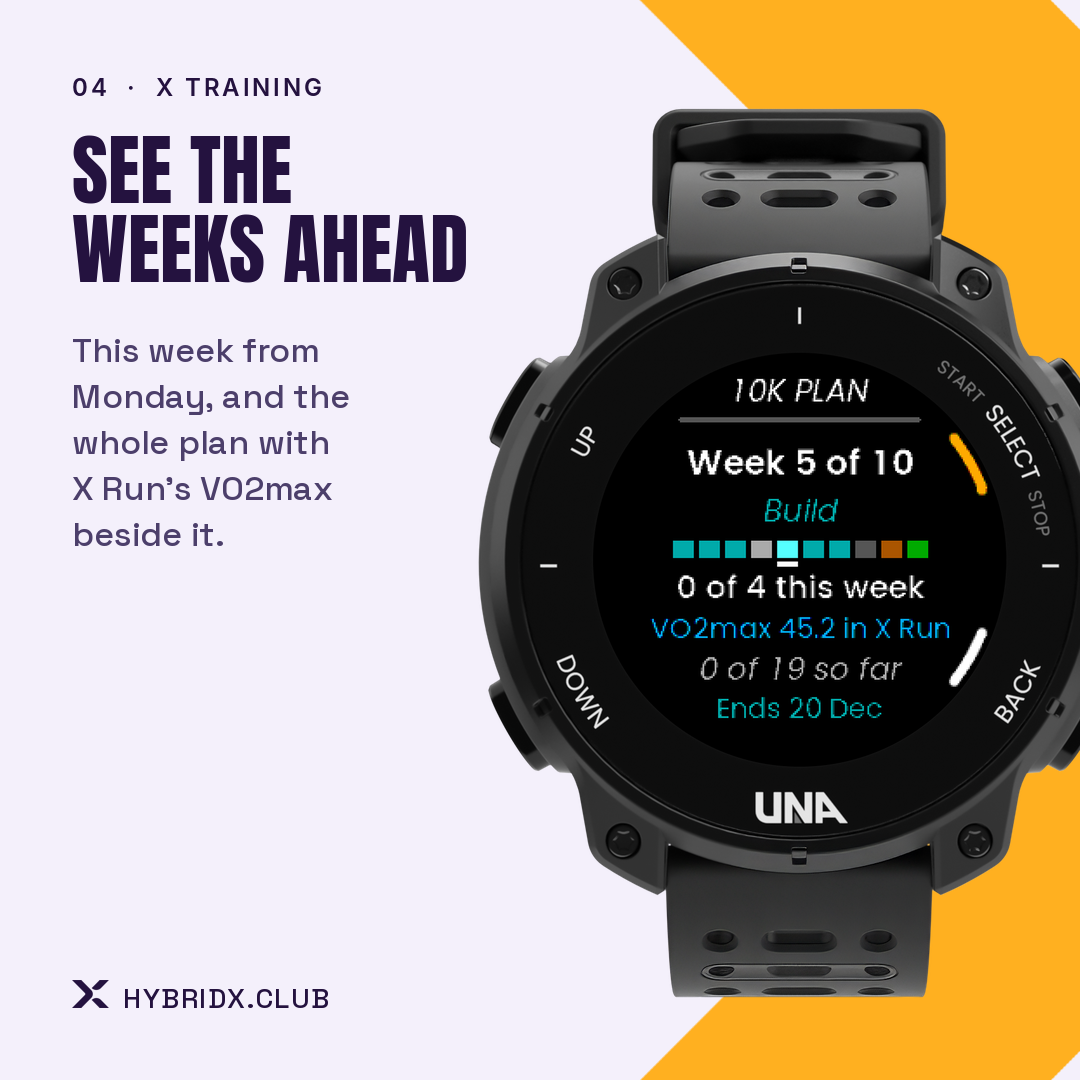 04 · X TRAINING
SEE THE
WEEKS AHEAD
This week from
Monday, and the
whole plan with
X Run’s VO2max
beside it.
HYBRIDX.CLUB
10K PLAN
Week 5 of 10
Build
0 of 4 this week
VO2max 45.2 in X Run
0 of 19 so far
Ends 20 Dec
UP
DOWN
START
SELECT
STOP
BACK
UNA